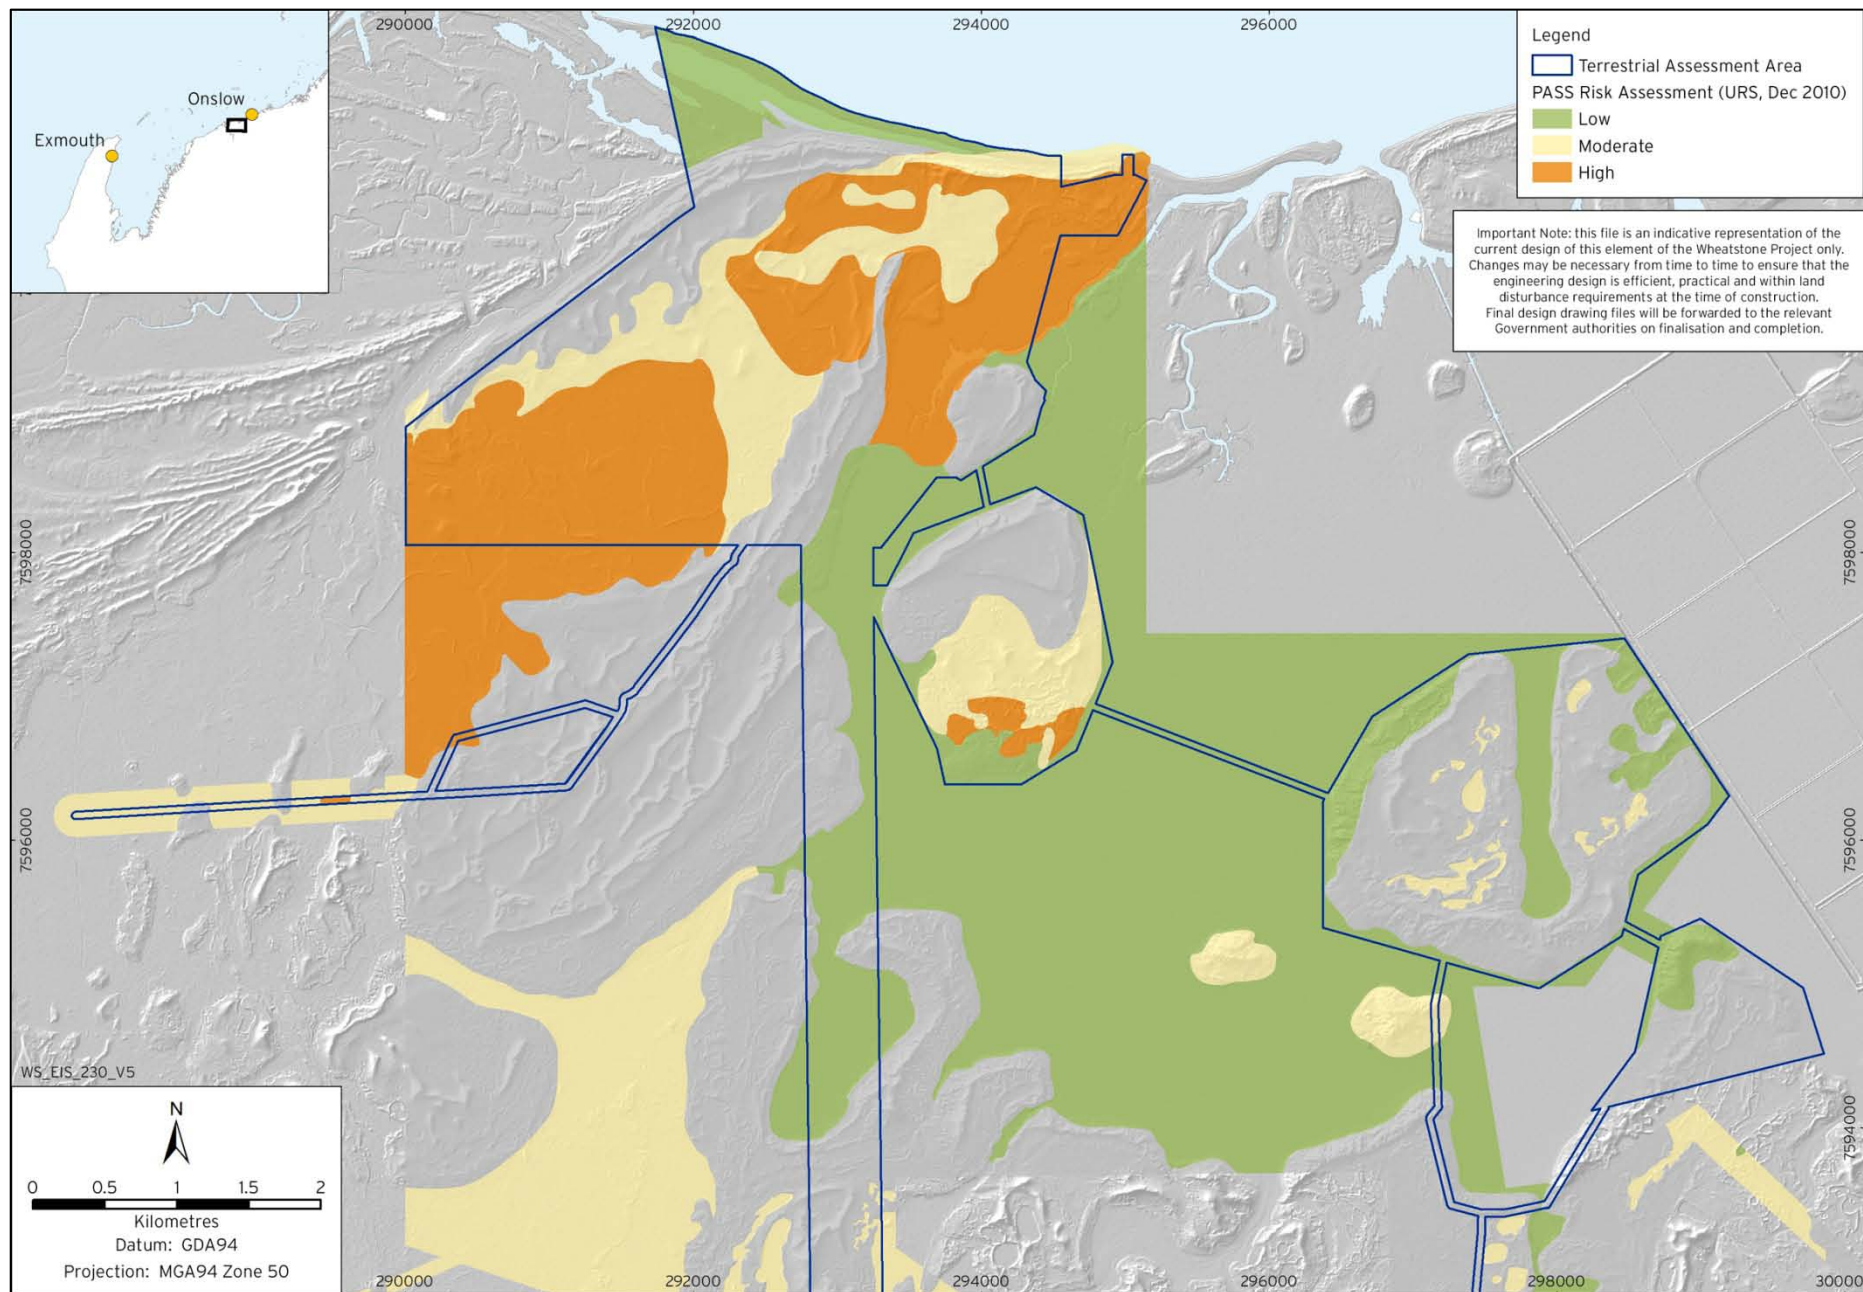 290000
292000
294000
296000
Onslow
Exmouth
Legend
Terrestrial Assessment Area
PASS Risk Assessment (URS, Dec 2010)
Low
Moderate
High
Important Note: this file is an indicative representation of the
current design of this element of the Wheatstone Project only.
Changes may be necessary from time to time to ensure that the
engineering design is efficient, practical and within land
disturbance requirements at the time of construction.
Final design drawing files will be forwarded to the relevant
Government authorities on finalisation and completion.
7598000
7598000
7596000
7596000
7594000
WS_EIS_230_V5
N
0 0.5 1 1.5 2
Kilometres
Datum: GDA94
Projection: MGA94 Zone 50
290000
292000
294000
296000
298000
30000